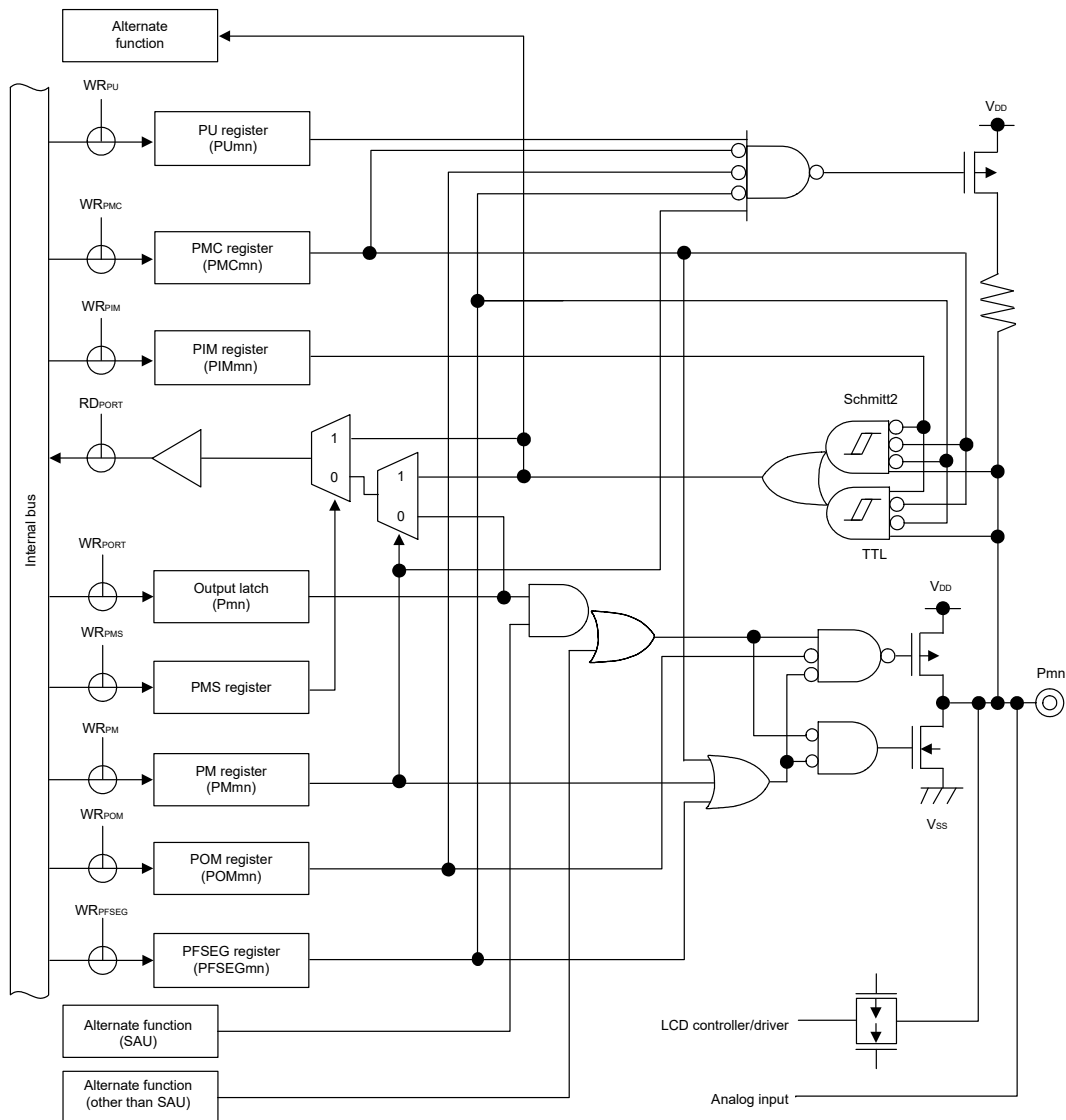 Alternate
function
WRPU
PU register
(PUmn)
VDD
WRPMC
PMC register
(PMCmn)
WRPIM
PIM register
(PIMmn)
RDPORT
1
0
1
0
Schmitt2
TTL
Internal bus
WRPORT
Output latch
(Pmn)
VDD
WRPMS
PMS register
Pmn
WRPM
PM register
(PMmn)
VSS
WRPOM
POM register
(POMmn)
WRPFSEG
PFSEG register
(PFSEGmn)
Alternate function
(SAU)
LCD controller/driver
Alternate function
(other than SAU)
Analog input